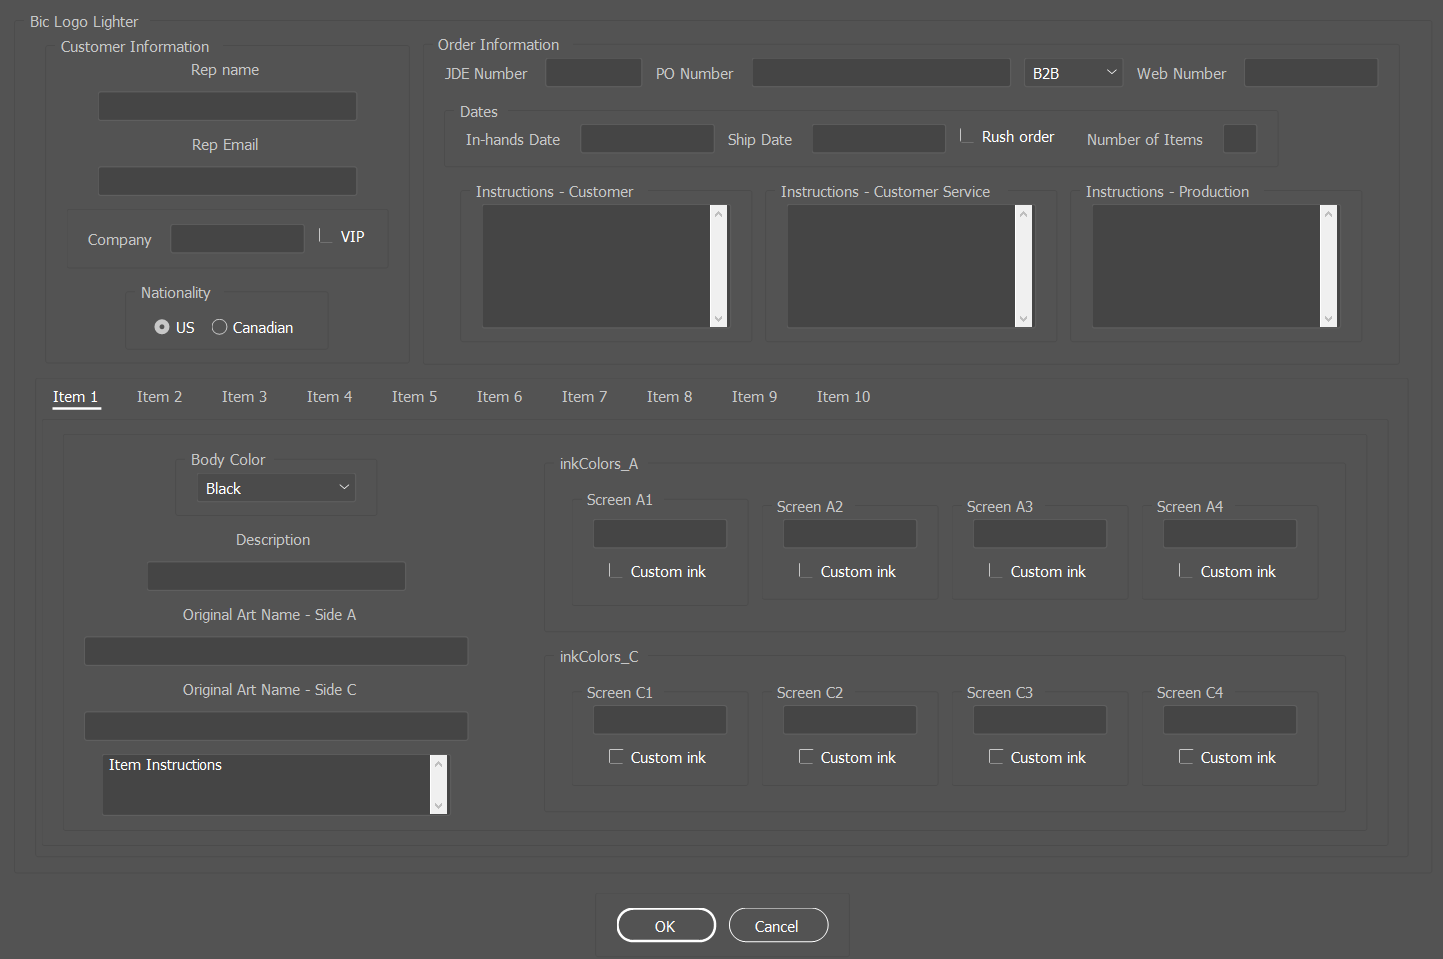 Bic Logo Lighter
Customer Information
Rep name
Rep Email
Company
VIP
Nationality
US Canadian
Order Information
JDE Number PO Number B2B Web Number
Dates
In-hands Date Ship Date Rush order Number of Items
Instructions - Customer Instructions - Customer Service Instructions - Production
Item 1 Item 2 Item 3 Item 4 Item 5 Item 6 Item 7 Item 8 Item 9 Item 10
Body Color
Black
Description
Original Art Name - Side A
Original Art Name - Side C
Item Instructions
inkColors_A
Screen A1 Screen A2 Screen A3 Screen A4
Custom ink Custom ink Custom ink Custom ink
inkColors_C
Screen C1 Screen C2 Screen C3 Screen C4
Custom ink Custom ink Custom ink Custom ink
OK Cancel